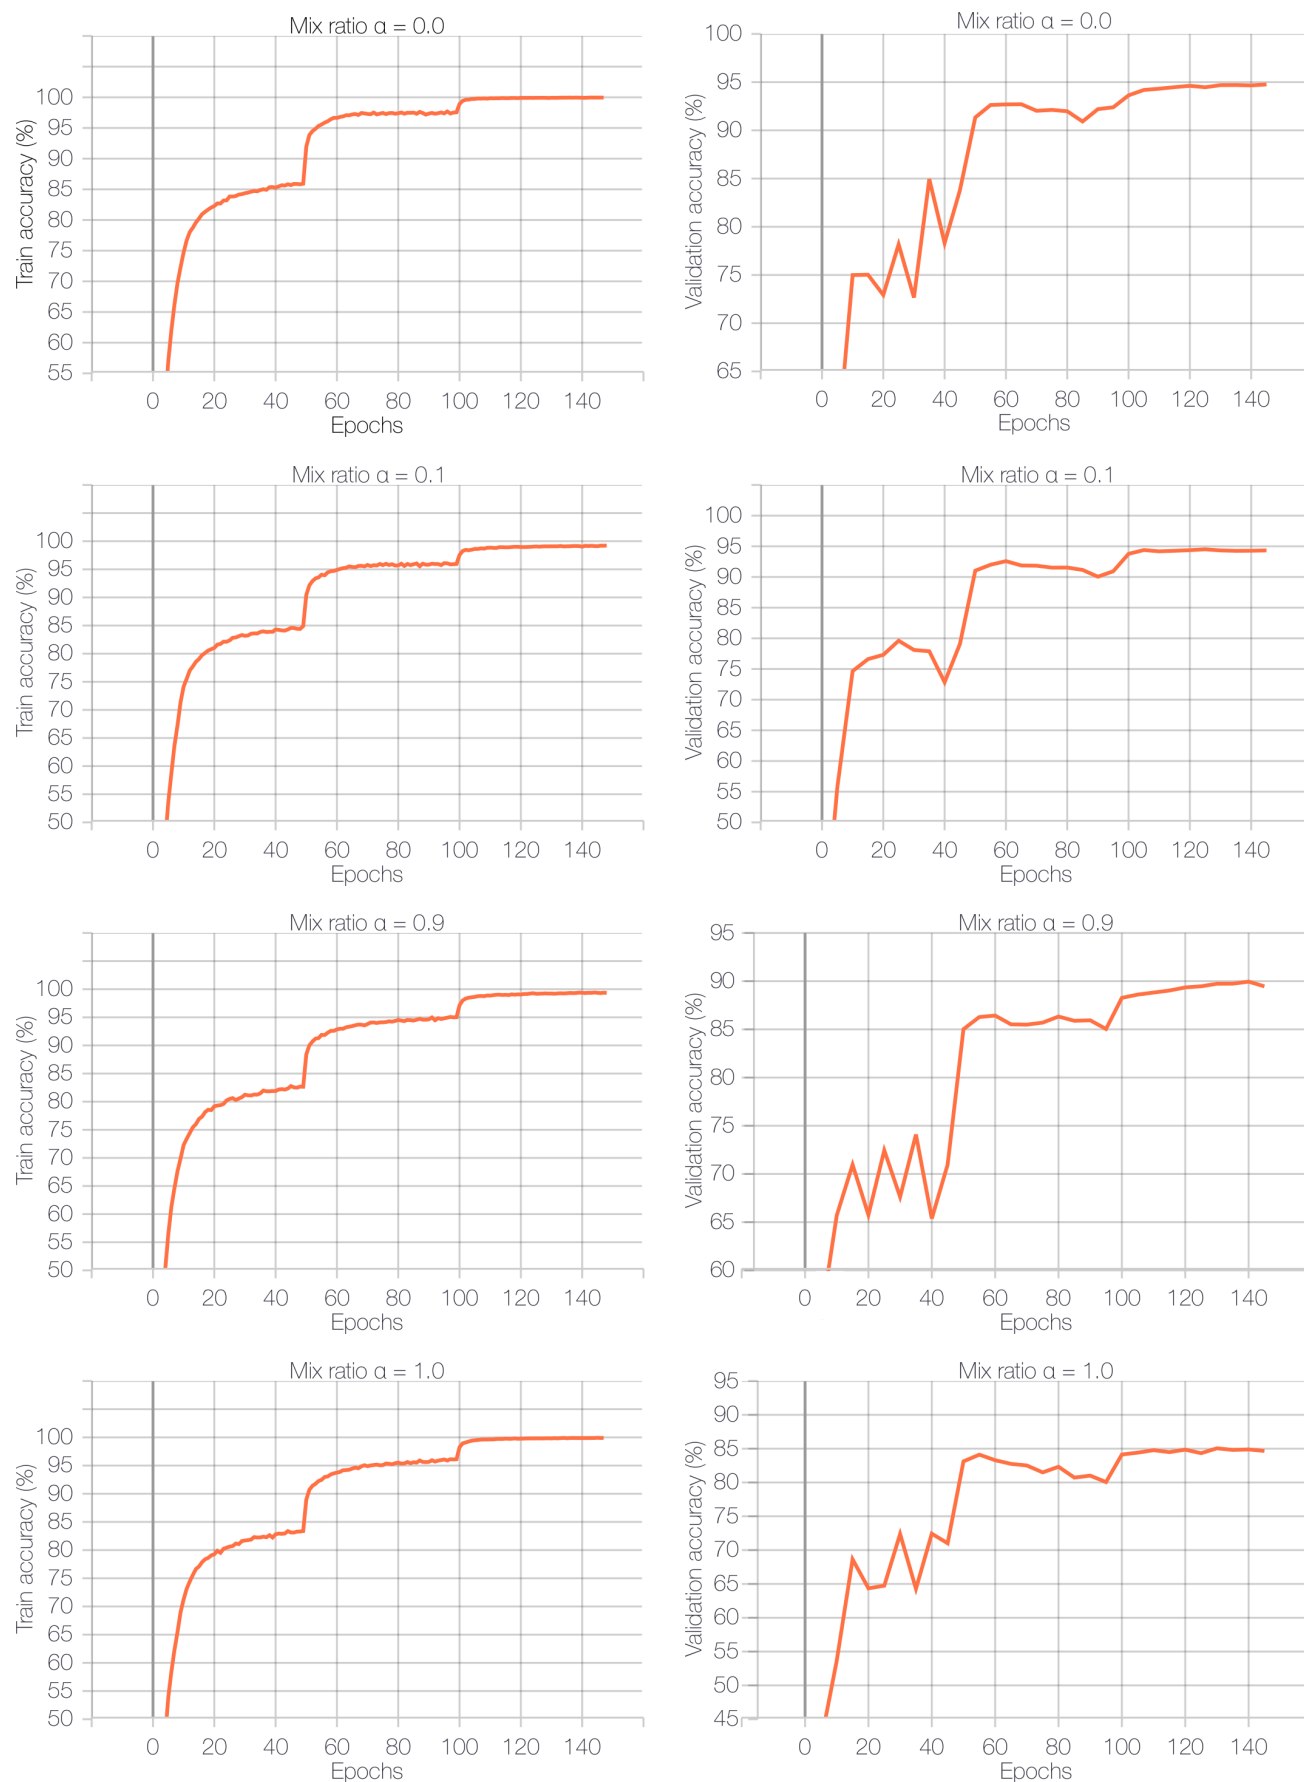 Mix ratio α = 0.0
Train accuracy (%)
100
95
90
85
80
75
70
65
60
55
0 20 40 60 80 100 120 140
Epochs
Mix ratio α = 0.0
Validation accuracy (%)
100
95
90
85
80
75
70
65
0 20 40 60 80 100 120 140
Epochs
Mix ratio α = 0.1
Train accuracy (%)
100
95
90
85
80
75
70
65
60
55
50
0 20 40 60 80 100 120 140
Epochs
Mix ratio α = 0.1
Validation accuracy (%)
100
95
90
85
80
75
70
65
60
55
50
0 20 40 60 80 100 120 140
Epochs
Mix ratio α = 0.9
Train accuracy (%)
100
95
90
85
80
75
70
65
60
55
50
0 20 40 60 80 100 120 140
Epochs
Mix ratio α = 0.9
Validation accuracy (%)
95
90
85
80
75
70
65
60
0 20 40 60 80 100 120 140
Epochs
Mix ratio α = 1.0
Train accuracy (%)
100
95
90
85
80
75
70
65
60
55
50
0 20 40 60 80 100 120 140
Epochs
Mix ratio α = 1.0
Validation accuracy (%)
95
90
85
80
75
70
65
60
55
50
45
0 20 40 60 80 100 120 140
Epochs